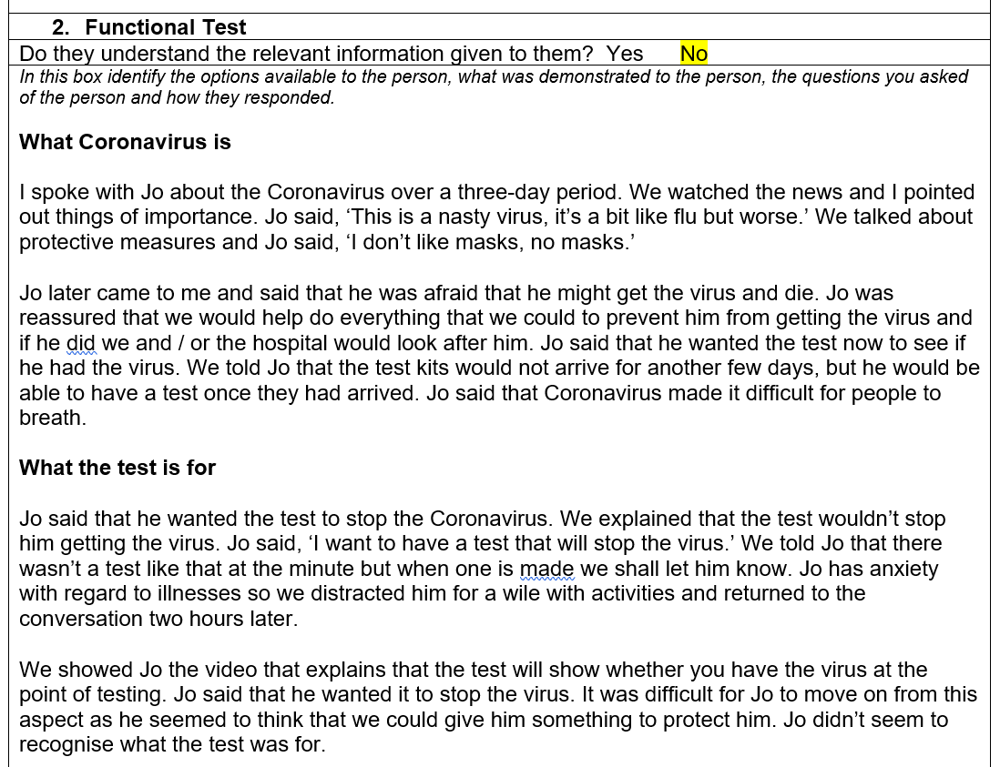 2. Functional Test
Do they understand the relevant information given to them? Yes No
In this box identify the options available to the person, what was demonstrated to the person, the questions you asked
of the person and how they responded.
What Coronavirus is
I spoke with Jo about the Coronavirus over a three-day period. We watched the news and I pointed
out things of importance. Jo said, ‘This is a nasty virus, it’s a bit like flu but worse.’ We talked about
protective measures and Jo said, ‘I don’t like masks, no masks.’
Jo later came to me and said that he was afraid that he might get the virus and die. Jo was
reassured that we would help do everything that we could to prevent him from getting the virus and
if he did we and / or the hospital would look after him. Jo said that he wanted the test now to see if
he had the virus. We told Jo that the test kits would not arrive for another few days, but he would be
able to have a test once they had arrived. Jo said that Coronavirus made it difficult for people to
breath.
What the test is for
Jo said that he wanted the test to stop the Coronavirus. We explained that the test wouldn’t stop
him getting the virus. Jo said, ‘I want to have a test that will stop the virus.’ We told Jo that there
wasn’t a test like that at the minute but when one is made we shall let him know. Jo has anxiety
with regard to illnesses so we distracted him for a wile with activities and returned to the
conversation two hours later.
We showed Jo the video that explains that the test will show whether you have the virus at the
point of testing. Jo said that he wanted it to stop the virus. It was difficult for Jo to move on from this
aspect as he seemed to think that we could give him something to protect him. Jo didn’t seem to
recognise what the test was for.